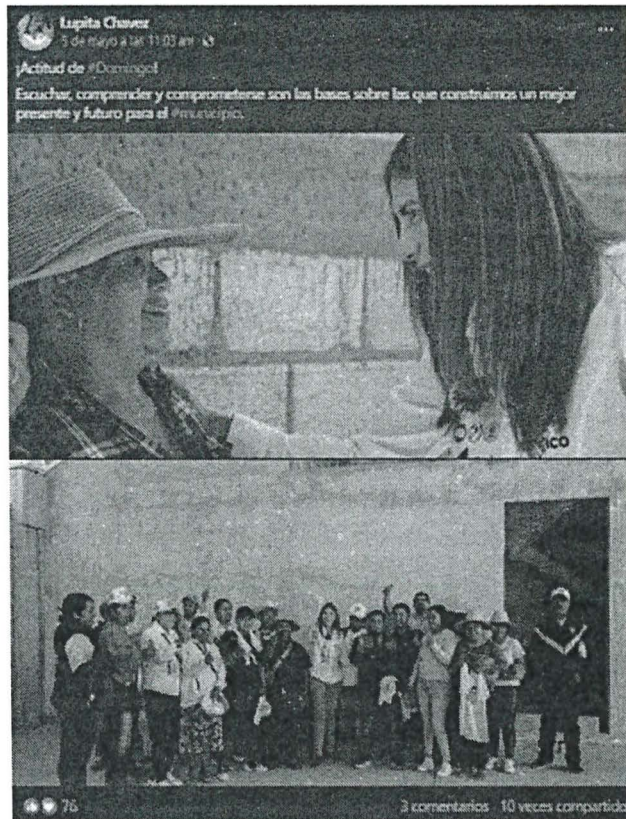 Lupita Chavez
5 de mayo a las 11:03 am
¡Actitud de #Domingo!
Escuchar, comprender y comprometerse son las bases sobre las que construimos un mejor
presente y futuro para el #municipio.
ico
76
3 comentarios 10 veces compartido